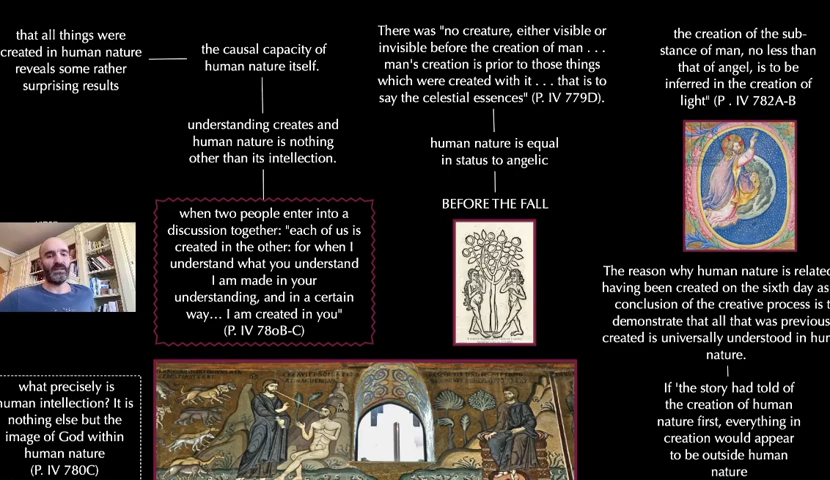 that all things were
created in human nature
reveals some rather
surprising results
the causal capacity of
human nature itself.
understanding creates and
human nature is nothing
other than its intellection.
when two people enter into a
discussion together: "each of us is
created in the other: for when I
understand what you understand
I am made in your
understanding, and in a certain
way... I am created in you"
(P. IV 78oB-C)
what precisely is
human intellection? It is
nothing else but the
image of God within
human nature
(P. IV 780C)
There was "no creature, either visible or
invisible before the creation of man . . .
man's creation is prior to those things
which were created with it . . . that is to
say the celestial essences" (P. IV 779D).
human nature is equal
in status to angelic
BEFORE THE FALL
the creation of the sub-
stance of man, no less than
that of angel, is to be
inferred in the creation of
light" (P . IV 782A-B
The reason why human nature is related
having been created on the sixth day as
conclusion of the creative process is t
demonstrate that all that was previous
created is universally understood in hum
nature.
If 'the story had told of
the creation of human
nature first, everything in
creation would appear
to be outside human
nature